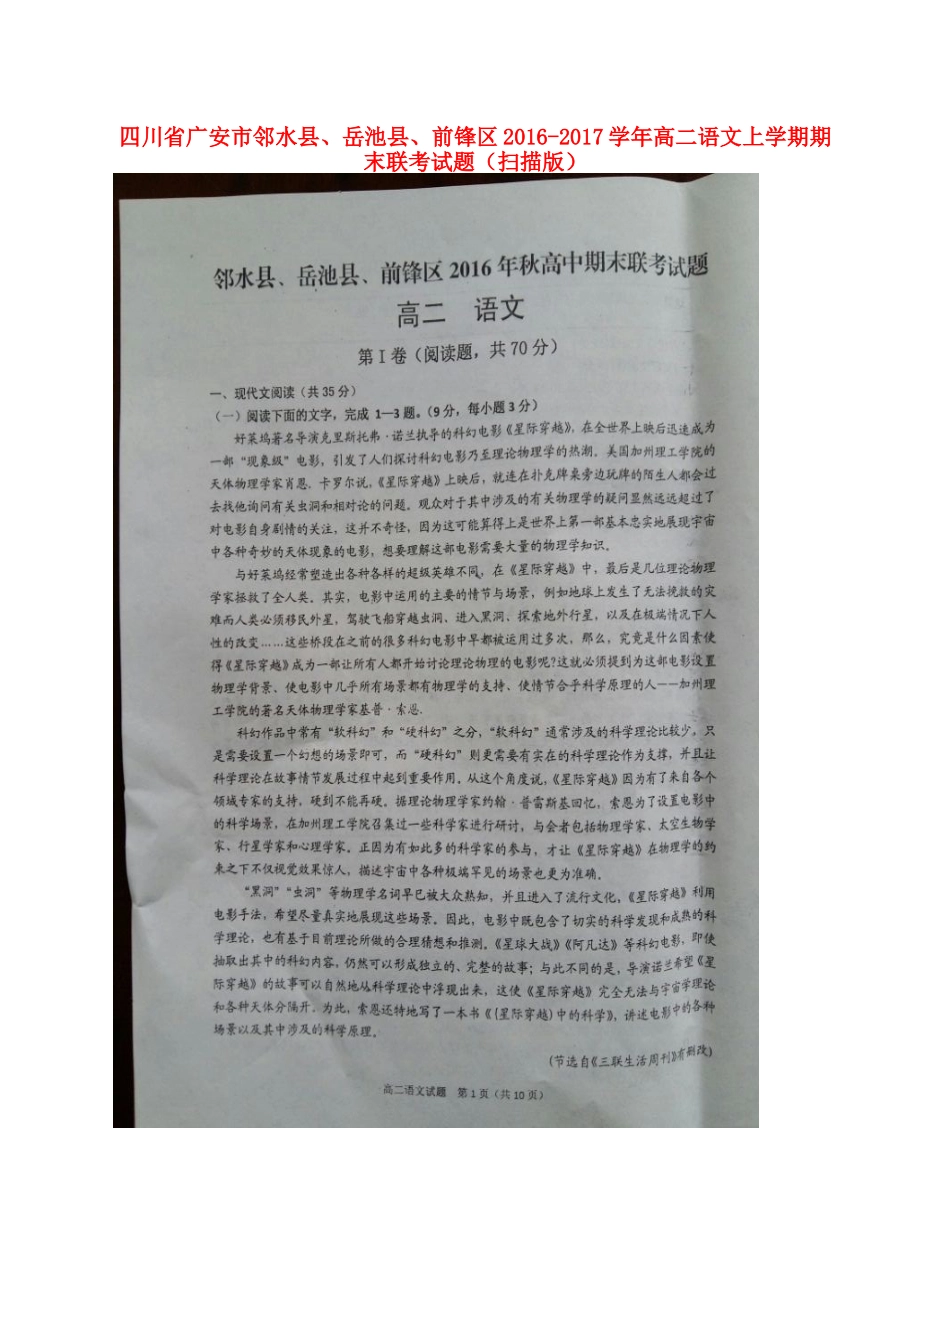 四川省广安市邻水县、岳池县、前锋区 2016-2017 学年高二语文上学期期
末联考试题（扫描版）
邻水县、岳池县、前锋区 2016 年秋高中期末联考试题
高二 语文
第 I 卷（阅读题，共 70 分）
一、现代文阅读（共 35 分）
（一）阅读下面的文字，完成 1—3 题。（9 分，每小题 3 分）
好莱坞著名导演克里斯托弗·诺兰执导的科幻电影《星际穿越》，在全世界上映后迅速成为
一部“现象级”电影，引发了人们探讨科幻电影乃至理论物理学的热潮。美国加州理工学院的
天体物理学家肖恩．卡罗尔说，《星际穿越》上映后，就连在扑克牌桌旁边玩牌的陌生人都会过
去找他询问有关虫洞和相对论的问题。观众对于其中涉及的有关物理学的疑问显然远远超过了
对电影自身剧情的关注，这并不奇怪，因为这可能算得上是世界上第一部基本忠实地展现宇宙
中各种奇妙的天体现象的电影，想要理解这部电影需要大量的物理学知识。
与好莱坞经常塑造出各种各样的超级英雄不同，在《星际穿越》中，最后是几位理论物理
学家拯救了全人类。其实，电影中运用的主要的情节与场景，例如地球上发生了无法挽救的灾
难而人类必须移民外星，驾驶飞船穿越虫洞、进入黑洞、探索地外行星，以及在极端情况下人
性的改变……这些桥段在之前的很多科幻电影中早都被运用过多次，那么，究竟是什么因素使
得《星际穿越》成为一部让所有人都开始讨论理论物理的电影呢?这就必须提到为这部电影设置
物理学背景、使电影中几乎所有场景都有物理学的支持、使情节合乎科学原理的人——加州理
工学院的著名天体物理学家基普·索恩.
科幻作品中常有“软科幻”和“硬科幻”之分，“软科幻”通常涉及的科学理论比较少，只
是需要设置一个幻想的场景即可，而“硬科幻”则更需要有实在的科学理论作为支撑，并且让
科学理论在故事情节发展过程中起到重要作用。从这个角度说，《星际穿越》因为有了来自各个
领域专家的支持，硬到不能再硬。据理论物理学家约翰·普雷斯基回忆，索恩为了设置电影中
的科学场景，在加州理工学院召集过一些科学家进行研讨，与会者包括物理学家、太空生物学
家、行星学家和心理学家。正因为有如此多的科学家的参与，才让《星际穿越》在物理学的约
束之下不仅视觉效果惊人，描述宇宙中各种极端罕见的场景也更为准确。
“黑洞”“虫洞”等物理学名词早已被大众熟知，并且进入了流行文化，《星际穿越》利用
电影手法，希望尽量真实地展现这些场景。因此，电影中既包含了切实的科学发现和成熟的科
学理论，也有基于目前理论所做的合理猜想和推测。《星球大战》《阿凡达》等科幻电影，即使
抽取出其中的科幻内容，仍然可以形成独立的、完整的故事；与此不同的是，导演诺兰希望《星
际穿越》的故事可以自然地从科学理论中浮现出来，这使《星际穿越》完全无法与宇宙学理论
和各种天体分隔开．为此，索恩还特地写了一本书《{星际穿越)中的科学》，讲述电影中的各种
场景以及其中涉及的科学原理。
(节选自《三联生活周刊》有删改)
高二语文试题 第 1 页（共 10 页）